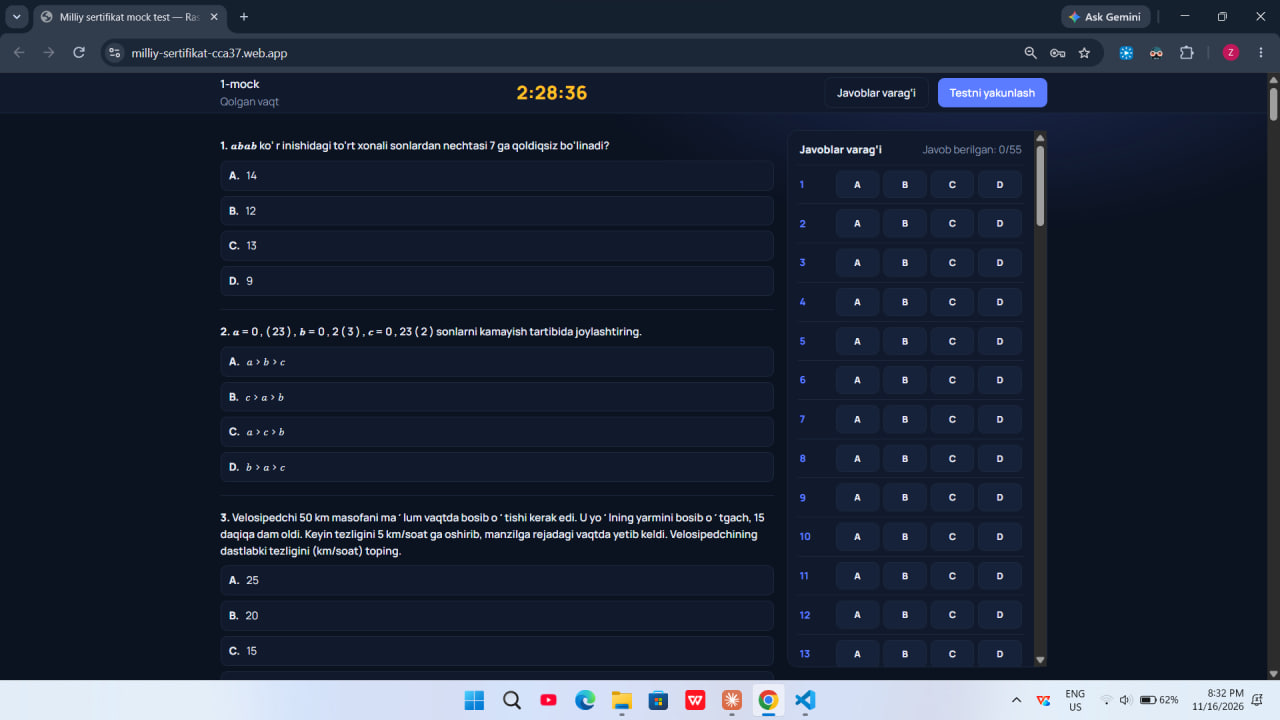 Milliy sertifikat mock test — Ras
Ask Gemini
milliy-sertifikat-cca37.web.app
Z
1-mock
Qolgan vaqt
2:28:36
Javoblar varag'i
Testni yakunlash
1. abab ko' r inishidagi to'rt xonali sonlardan nechtasi 7 ga qoldiqsiz bo'linadi?
A. 14
B. 12
C. 13
D. 9
2. a = 0 , ( 23 ) , b = 0 , 2 ( 3 ) , c = 0 , 23 ( 2 ) sonlarni kamayish tartibida joylashtiring.
A. a > b > c
B. c > a > b
C. a > c > b
D. b > a > c
3. Velosipedchi 50 km masofani ma ‘ lum vaqtda bosib o ‘ tishi kerak edi. U yo ‘ lning yarmini bosib o ‘ tgach, 15
daqiqa dam oldi. Keyin tezligini 5 km/soat ga oshirib, manzilga rejadagi vaqtda yetib keldi. Velosipedchining
dastlabki tezligini (km/soat) toping.
A. 25
B. 20
C. 15
Javoblar varag'i
Javob berilgan: 0/55
1 A B C D
2 A B C D
3 A B C D
4 A B C D
5 A B C D
6 A B C D
7 A B C D
8 A B C D
9 A B C D
10 A B C D
11 A B C D
12 A B C D
13 A B C D
ENG
US
62%
8:32 PM
11/16/2026